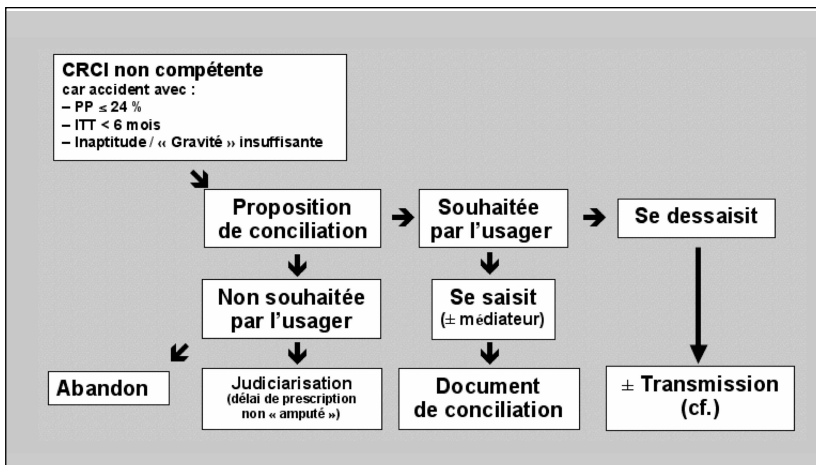 CRCI non compétente
car accident avec :
– PP ≤ 24 %
– ITT < 6 mois
– Inaptitude / « Gravité » insuffisante
Proposition
de conciliation
Souhaitée
par l’usager
Se dessaisit
Non souhaitée
par l’usager
Se saisit
(± médiateur)
Abandon
Judiciarisation
(délai de prescription
non « amputé »)
Document
de conciliation
± Transmission
(cf.)